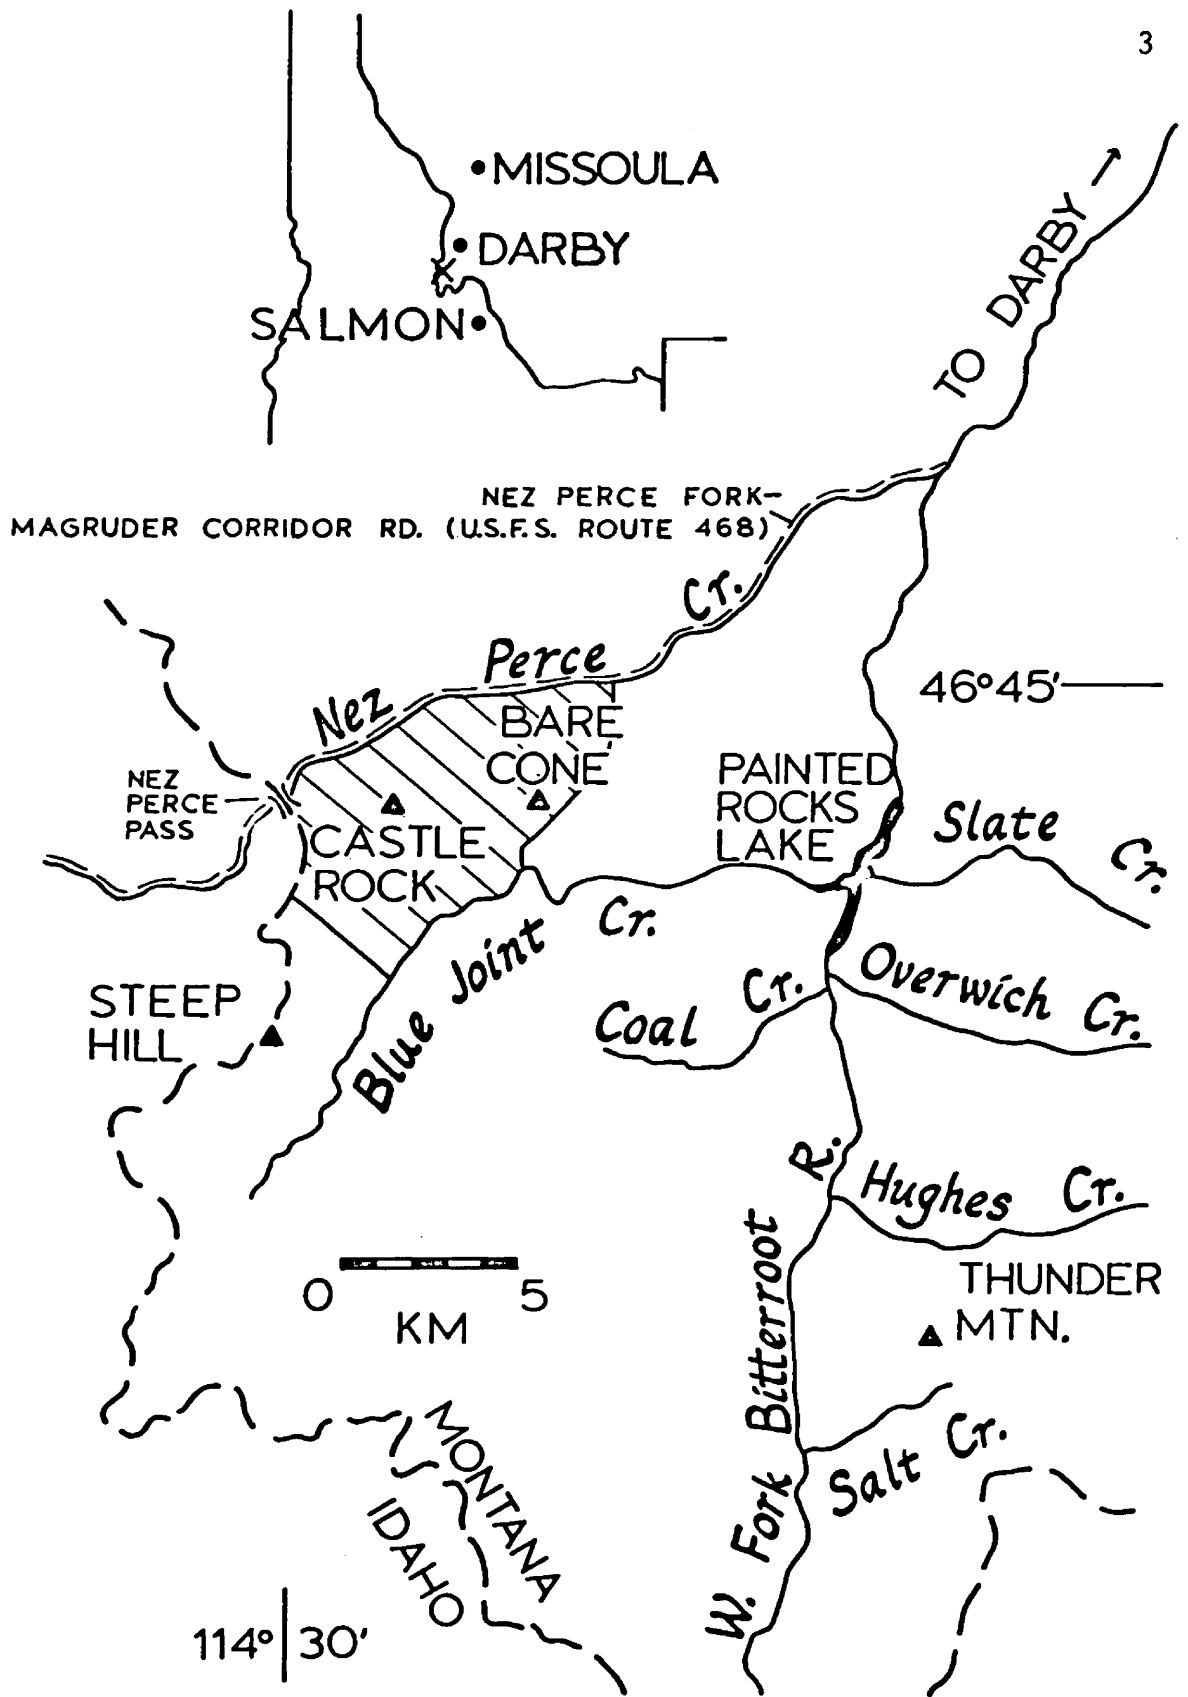 3
MISSOULA
DARBY
SALMON
TO DARBY
NEZ PERCE FORK-
MAGRUDER CORRIDOR RD. (U.S.F.S. ROUTE 468)
Nez Perce Cr.
46°45'
BARE
CONE
NEZ
PERCE
PASS
PAINTED
ROCKS
LAKE
Slate Cr.
CASTLE
ROCK
Blue Joint Cr.
STEEP
HILL
Coal Cr.
Overwich Cr.
W. Fork Bitterroot R.
Hughes Cr.
0 5
KM
THUNDER
MTN.
MONTANA
IDAHO
Salt Cr.
114° 30'